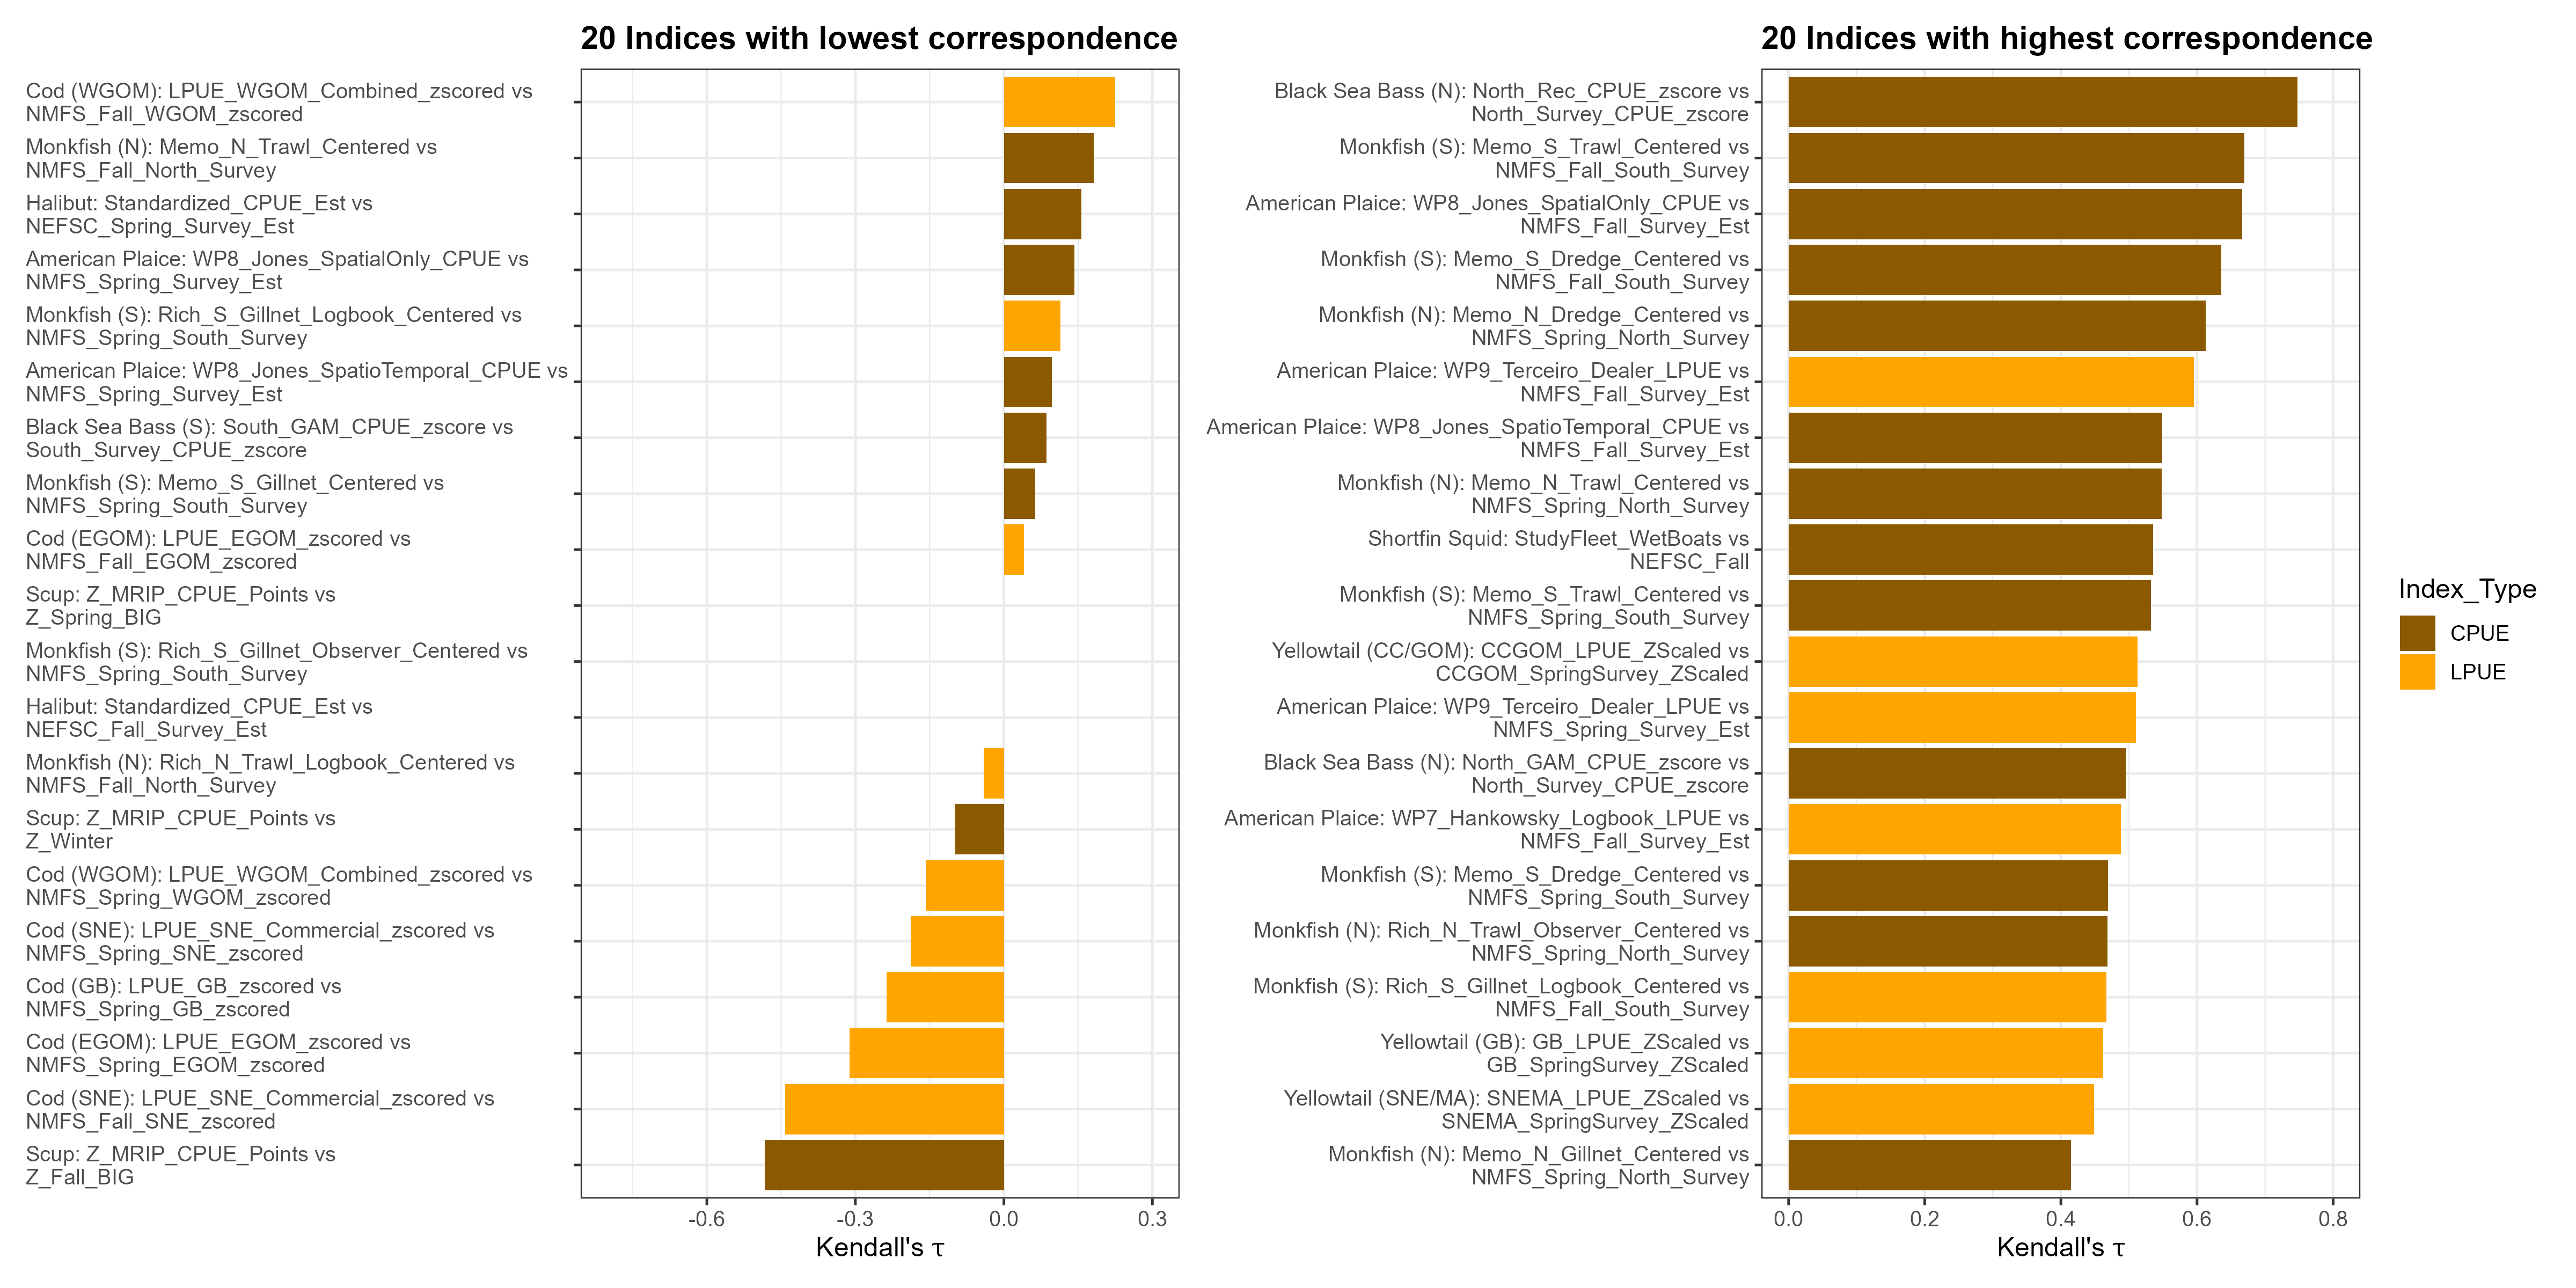 20 Indices with lowest correspondence
Cod (WGOM): LPUE_WGOM_Combined_zscored vs
NMFS_Fall_WGOM_zscored
Monkfish (N): Memo_N_Trawl_Centered vs
NMFS_Fall_North_Survey
Halibut: Standardized_CPUE_Est vs
NEFSC_Spring_Survey_Est
American Plaice: WP8_Jones_SpatialOnly_CPUE vs
NMFS_Spring_Survey_Est
Monkfish (S): Rich_S_Gillnet_Logbook_Centered vs
NMFS_Spring_South_Survey
American Plaice: WP8_Jones_SpatioTemporal_CPUE vs
NMFS_Spring_Survey_Est
Black Sea Bass (S): South_GAM_CPUE_zscore vs
South_Survey_CPUE_zscore
Monkfish (S): Memo_S_Gillnet_Centered vs
NMFS_Spring_South_Survey
Cod (EGOM): LPUE_EGOM_zscored vs
NMFS_Fall_EGOM_zscored
Scup: Z_MRIP_CPUE_Points vs
Z_Spring_BIG
Monkfish (S): Rich_S_Gillnet_Observer_Centered vs
NMFS_Spring_South_Survey
Halibut: Standardized_CPUE_Est vs
NEFSC_Fall_Survey_Est
Monkfish (N): Rich_N_Trawl_Logbook_Centered vs
NMFS_Fall_North_Survey
Scup: Z_MRIP_CPUE_Points vs
Z_Winter
Cod (WGOM): LPUE_WGOM_Combined_zscored vs
NMFS_Spring_WGOM_zscored
Cod (SNE): LPUE_SNE_Commercial_zscored vs
NMFS_Spring_SNE_zscored
Cod (GB): LPUE_GB_zscored vs
NMFS_Spring_GB_zscored
Cod (EGOM): LPUE_EGOM_zscored vs
NMFS_Spring_EGOM_zscored
Cod (SNE): LPUE_SNE_Commercial_zscored vs
NMFS_Fall_SNE_zscored
Scup: Z_MRIP_CPUE_Points vs
Z_Fall_BIG
-0.6 -0.3 0.0 0.3
Kendall's τ
20 Indices with highest correspondence
Black Sea Bass (N): North_Rec_CPUE_zscore vs
North_Survey_CPUE_zscore
Monkfish (S): Memo_S_Trawl_Centered vs
NMFS_Fall_South_Survey
American Plaice: WP8_Jones_SpatialOnly_CPUE vs
NMFS_Fall_Survey_Est
Monkfish (S): Memo_S_Dredge_Centered vs
NMFS_Fall_South_Survey
Monkfish (N): Memo_N_Dredge_Centered vs
NMFS_Spring_North_Survey
American Plaice: WP9_Terceiro_Dealer_LPUE vs
NMFS_Fall_Survey_Est
American Plaice: WP8_Jones_SpatioTemporal_CPUE vs
NMFS_Fall_Survey_Est
Monkfish (N): Memo_N_Trawl_Centered vs
NMFS_Spring_North_Survey
Shortfin Squid: StudyFleet_WetBoats vs
NEFSC_Fall
Monkfish (S): Memo_S_Trawl_Centered vs
NMFS_Spring_South_Survey
Yellowtail (CC/GOM): CCGOM_LPUE_ZScaled vs
CCGOM_SpringSurvey_ZScaled
American Plaice: WP9_Terceiro_Dealer_LPUE vs
NMFS_Spring_Survey_Est
Black Sea Bass (N): North_GAM_CPUE_zscore vs
North_Survey_CPUE_zscore
American Plaice: WP7_Hankowsky_Logbook_LPUE vs
NMFS_Fall_Survey_Est
Monkfish (S): Memo_S_Dredge_Centered vs
NMFS_Spring_South_Survey
Monkfish (N): Rich_N_Trawl_Observer_Centered vs
NMFS_Spring_North_Survey
Monkfish (S): Rich_S_Gillnet_Logbook_Centered vs
NMFS_Fall_South_Survey
Yellowtail (GB): GB_LPUE_ZScaled vs
GB_SpringSurvey_ZScaled
Yellowtail (SNE/MA): SNEMA_LPUE_ZScaled vs
SNEMA_SpringSurvey_ZScaled
Monkfish (N): Memo_N_Gillnet_Centered vs
NMFS_Spring_North_Survey
0.0 0.2 0.4 0.6 0.8
Kendall's τ
Index_Type
CPUE
LPUE